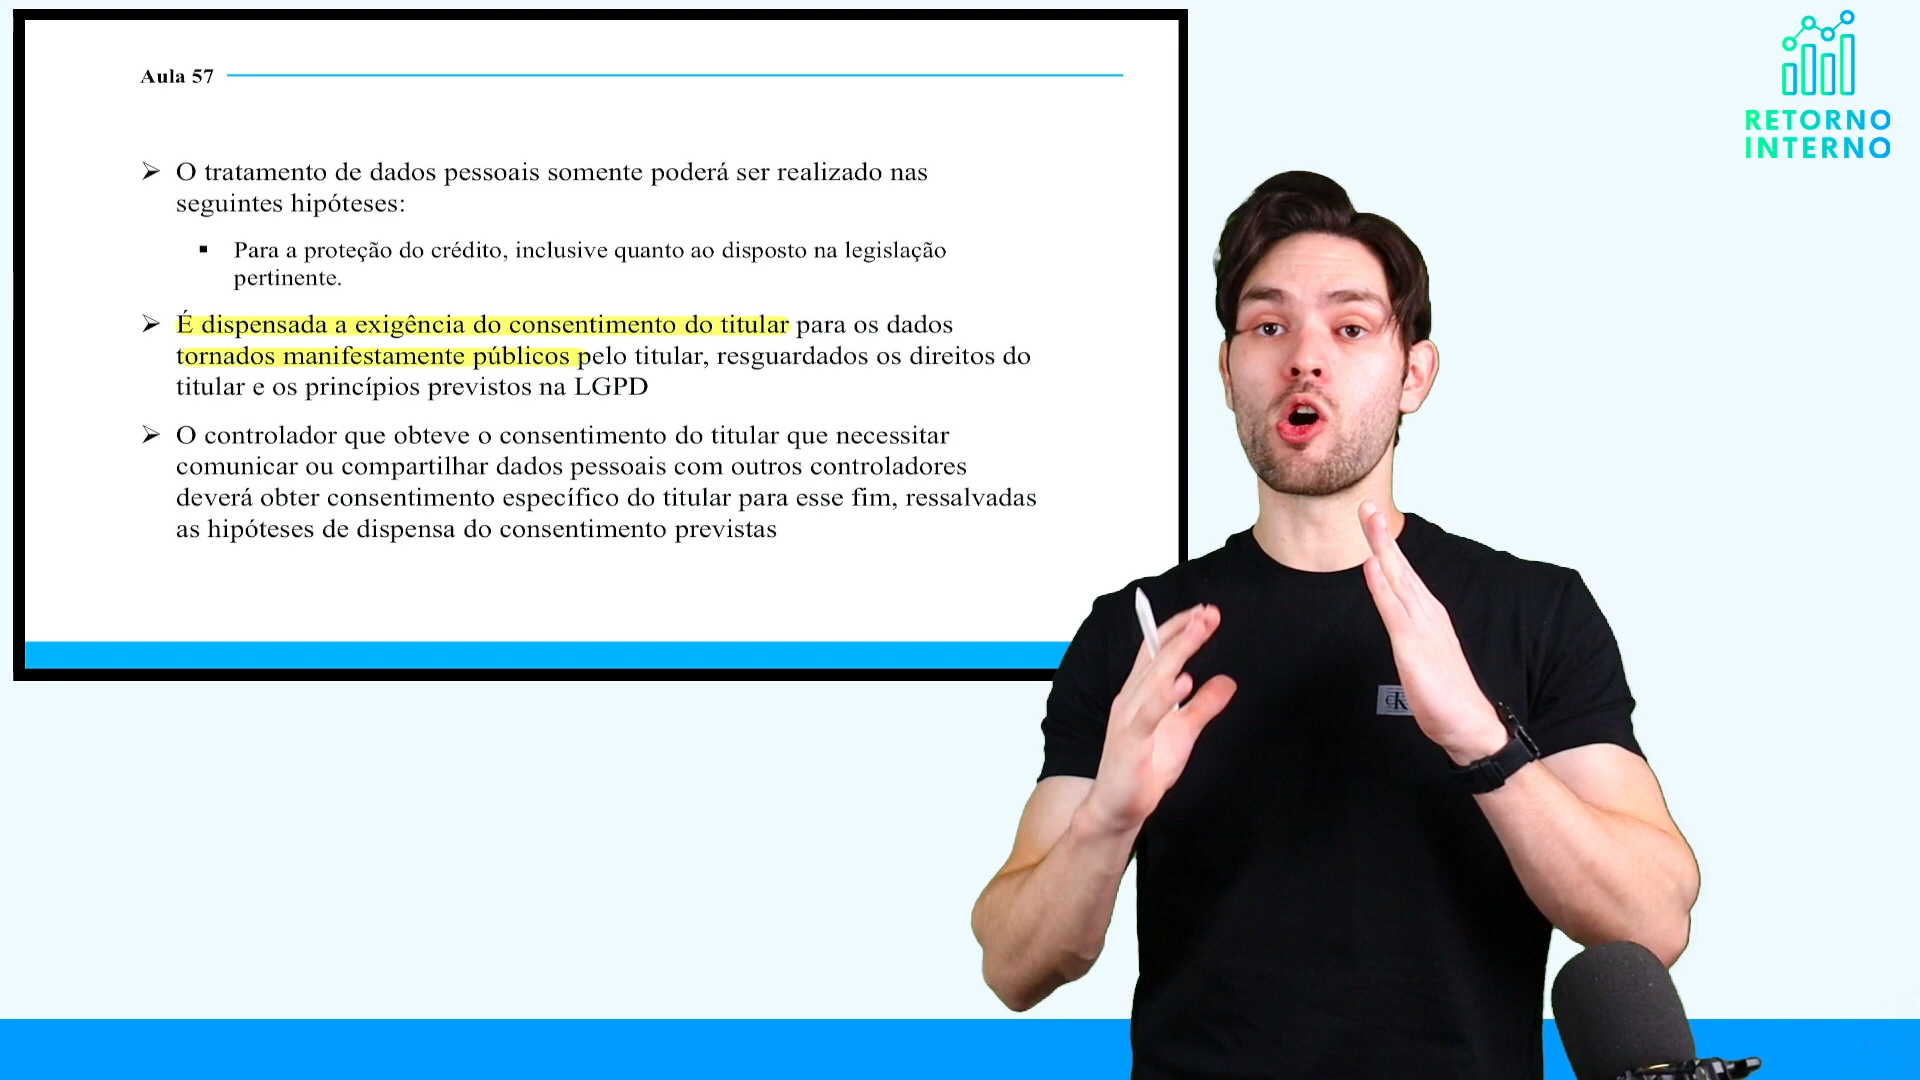 Aula 57
O tratamento de dados pessoais somente poderá ser realizado nas
seguintes hipóteses:
Para a proteção do crédito, inclusive quanto ao disposto na legislação
pertinente.
É dispensada a exigência do consentimento do titular para os dados
tornados manifestamente públicos pelo titular, resguardados os direitos do
titular e os princípios previstos na LGPD
O controlador que obteve o consentimento do titular que necessitar
comunicar ou compartilhar dados pessoais com outros controladores
deverá obter consentimento específico do titular para esse fim, ressalvadas
as hipóteses de dispensa do consentimento previstas
RETORNO
INTERNO
CK